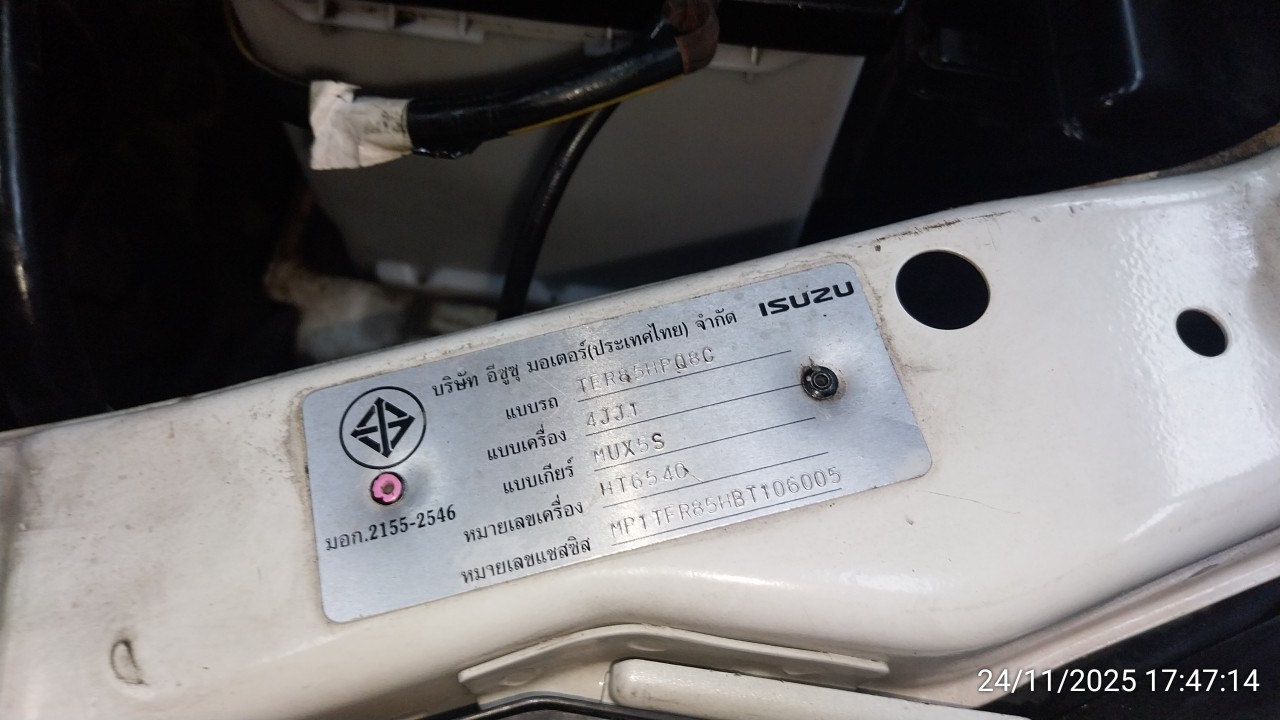 ISUZU
บริษัท อีซูซุ มอเตอร์(ประเทศไทย) จำกัด
แบบรถ TFR85HPQ8C
แบบเครื่อง 4JJ1
แบบเกียร์ MUX5S
หมายเลขเครื่อง HT6540
หมายเลขแชสซิส MP1TFR85HBT106005
มอก.2155-2546
24/11/2025 17:47:14